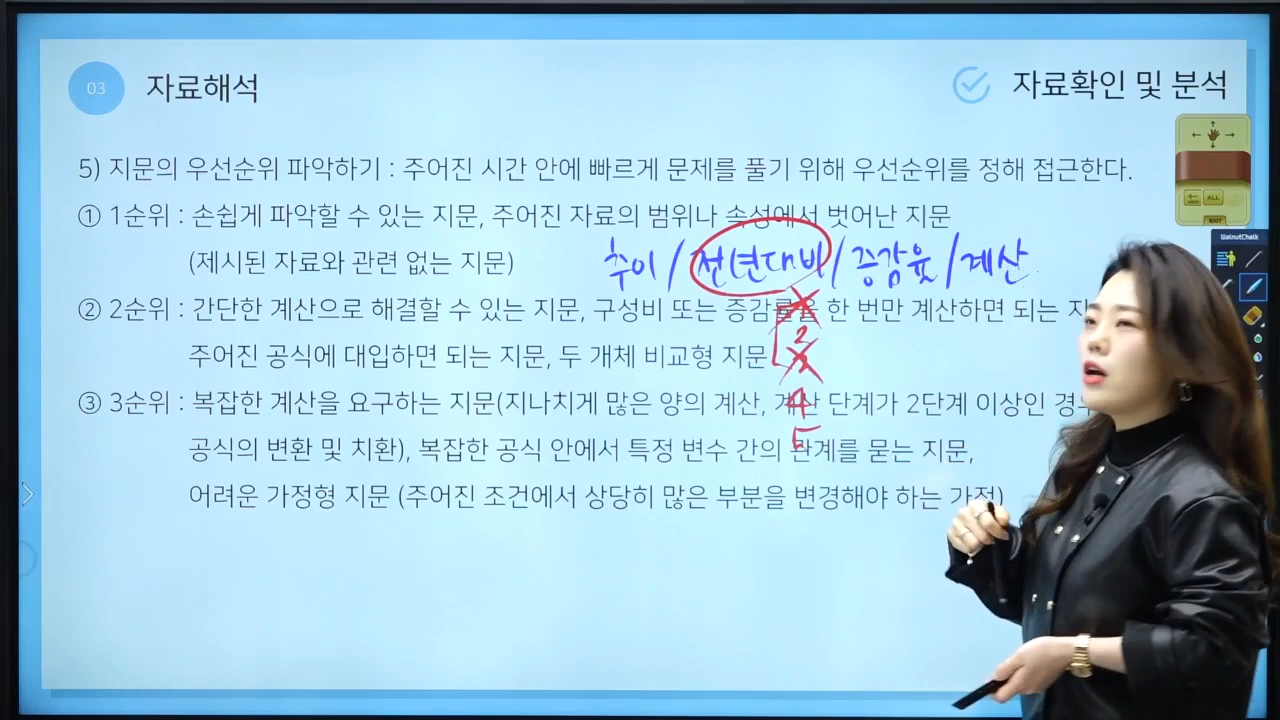 03 자료해석
자료확인 및 분석
5) 지문의 우선순위 파악하기 : 주어진 시간 안에 빠르게 문제를 풀기 위해 우선순위를 정해 접근한다.
① 1순위 : 손쉽게 파악할 수 있는 지문, 주어진 자료의 범위나 속성에서 벗어난 지문
(제시된 자료와 관련 없는 지문)
추이 / 전년대비 / 증감율 / 계산
② 2순위 : 간단한 계산으로 해결할 수 있는 지문, 구성비 또는 증감률을 한 번만 계산하면 되는 지
주어진 공식에 대입하면 되는 지문, 두 개체 비교형 지문
2
③ 3순위 : 복잡한 계산을 요구하는 지문(지나치게 많은 양의 계산, 계산 단계가 2단계 이상인 경우
4
공식의 변환 및 치환), 복잡한 공식 안에서 특정 변수 간의 관계를 묻는 지문,
5
어려운 가정형 지문 (주어진 조건에서 상당히 많은 부분을 변경해야 하는 가정)
ALL
WalnutChalk